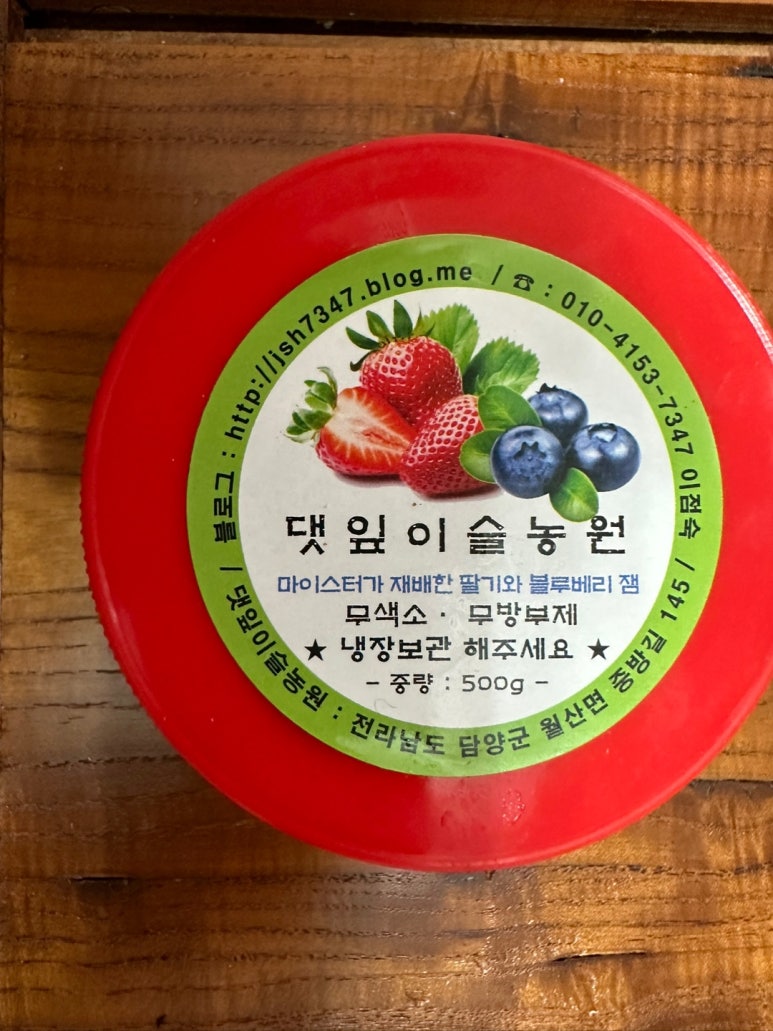 블로그 : http://jsh7347.blog.me / ☎ : 010-4153-7347 이점숙 /
댓잎이슬농원 : 전라남도 담양군 월산면 중방길 145 /
댓잎이슬농원
마이스터가 재배한 딸기와 블루베리 잼
무색소 · 무방부제
★ 냉장보관 해주세요 ★
- 중량 : 500g -